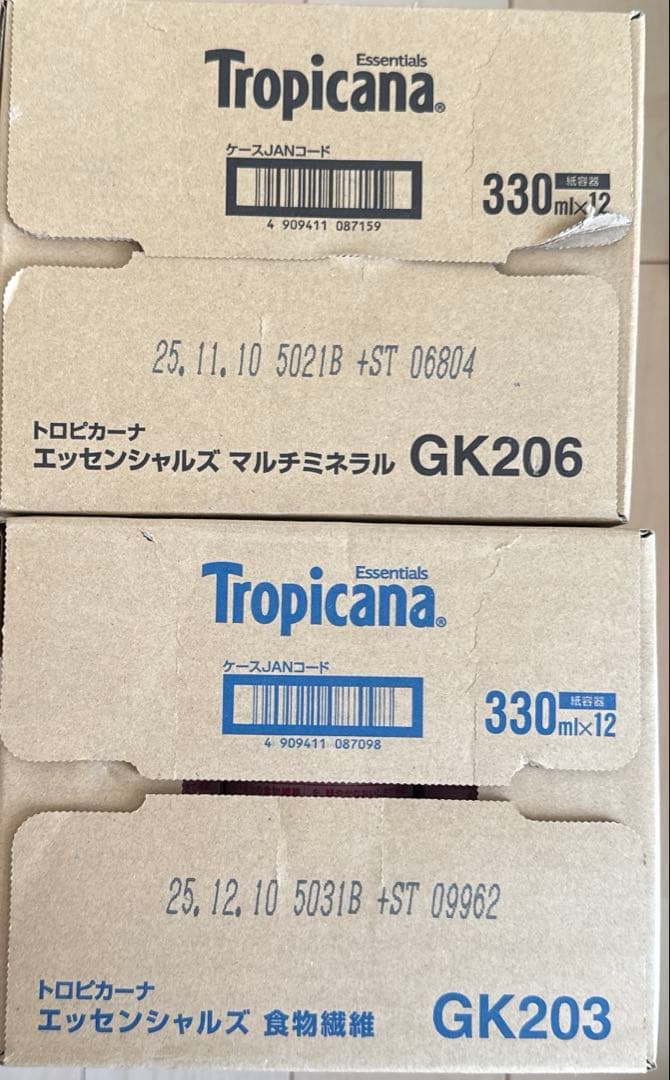 Essentials
Tropicana®
ケースJANコード
4 909411 087159
紙容器
330ml×12
25.11.10 5021B +ST 06804
トロピカーナ
エッセンシャルズ マルチミネラル GK206
Essentials
Tropicana®
ケースJANコード
4 909411 087098
紙容器
330ml×12
25.12.10 5031B +ST 09962
トロピカーナ
エッセンシャルズ 食物繊維 GK203